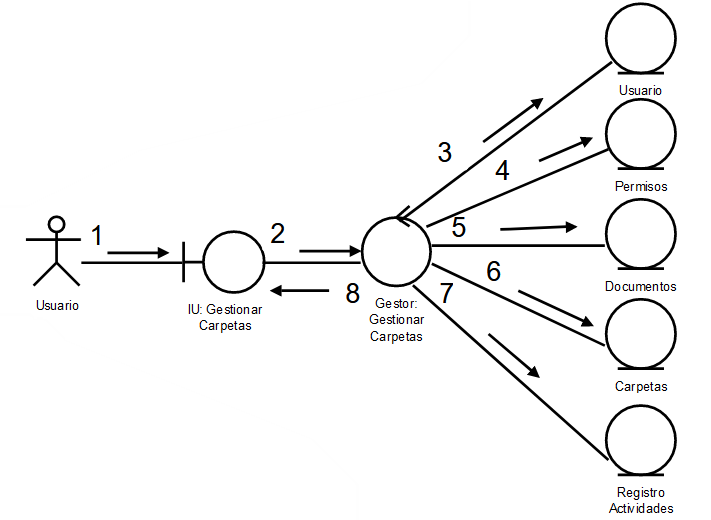 Usuario
3
4
Permisos
1
2
5
Documentos
Usuario
IU: Gestionar
Carpetas
8
Gestor:
Gestionar
Carpetas
6
7
Carpetas
Registro
Actividades